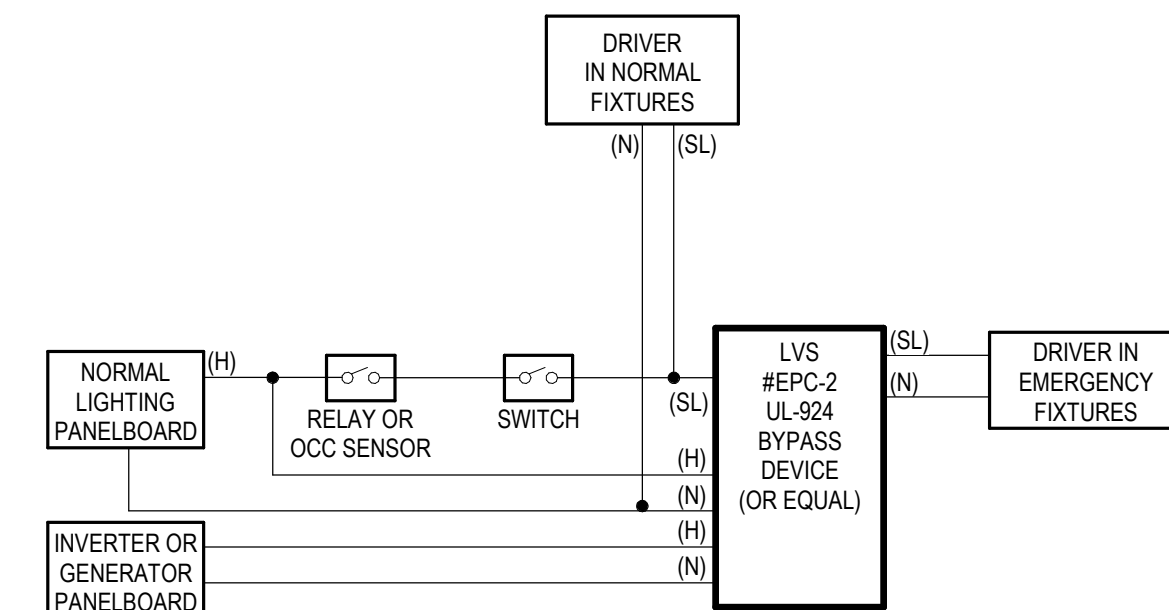 DRIVER
IN NORMAL
FIXTURES
(N)
(SL)
NORMAL
LIGHTING
PANELBOARD
(H)
RELAY OR
OCC SENSOR
SWITCH
(SL)
(H)
(N)
(H)
(N)
LVS
#EPC-2
UL-924
BYPASS
DEVICE
(OR EQUAL)
(SL)
(N)
DRIVER IN
EMERGENCY
FIXTURES
INVERTER OR
GENERATOR
PANELBOARD